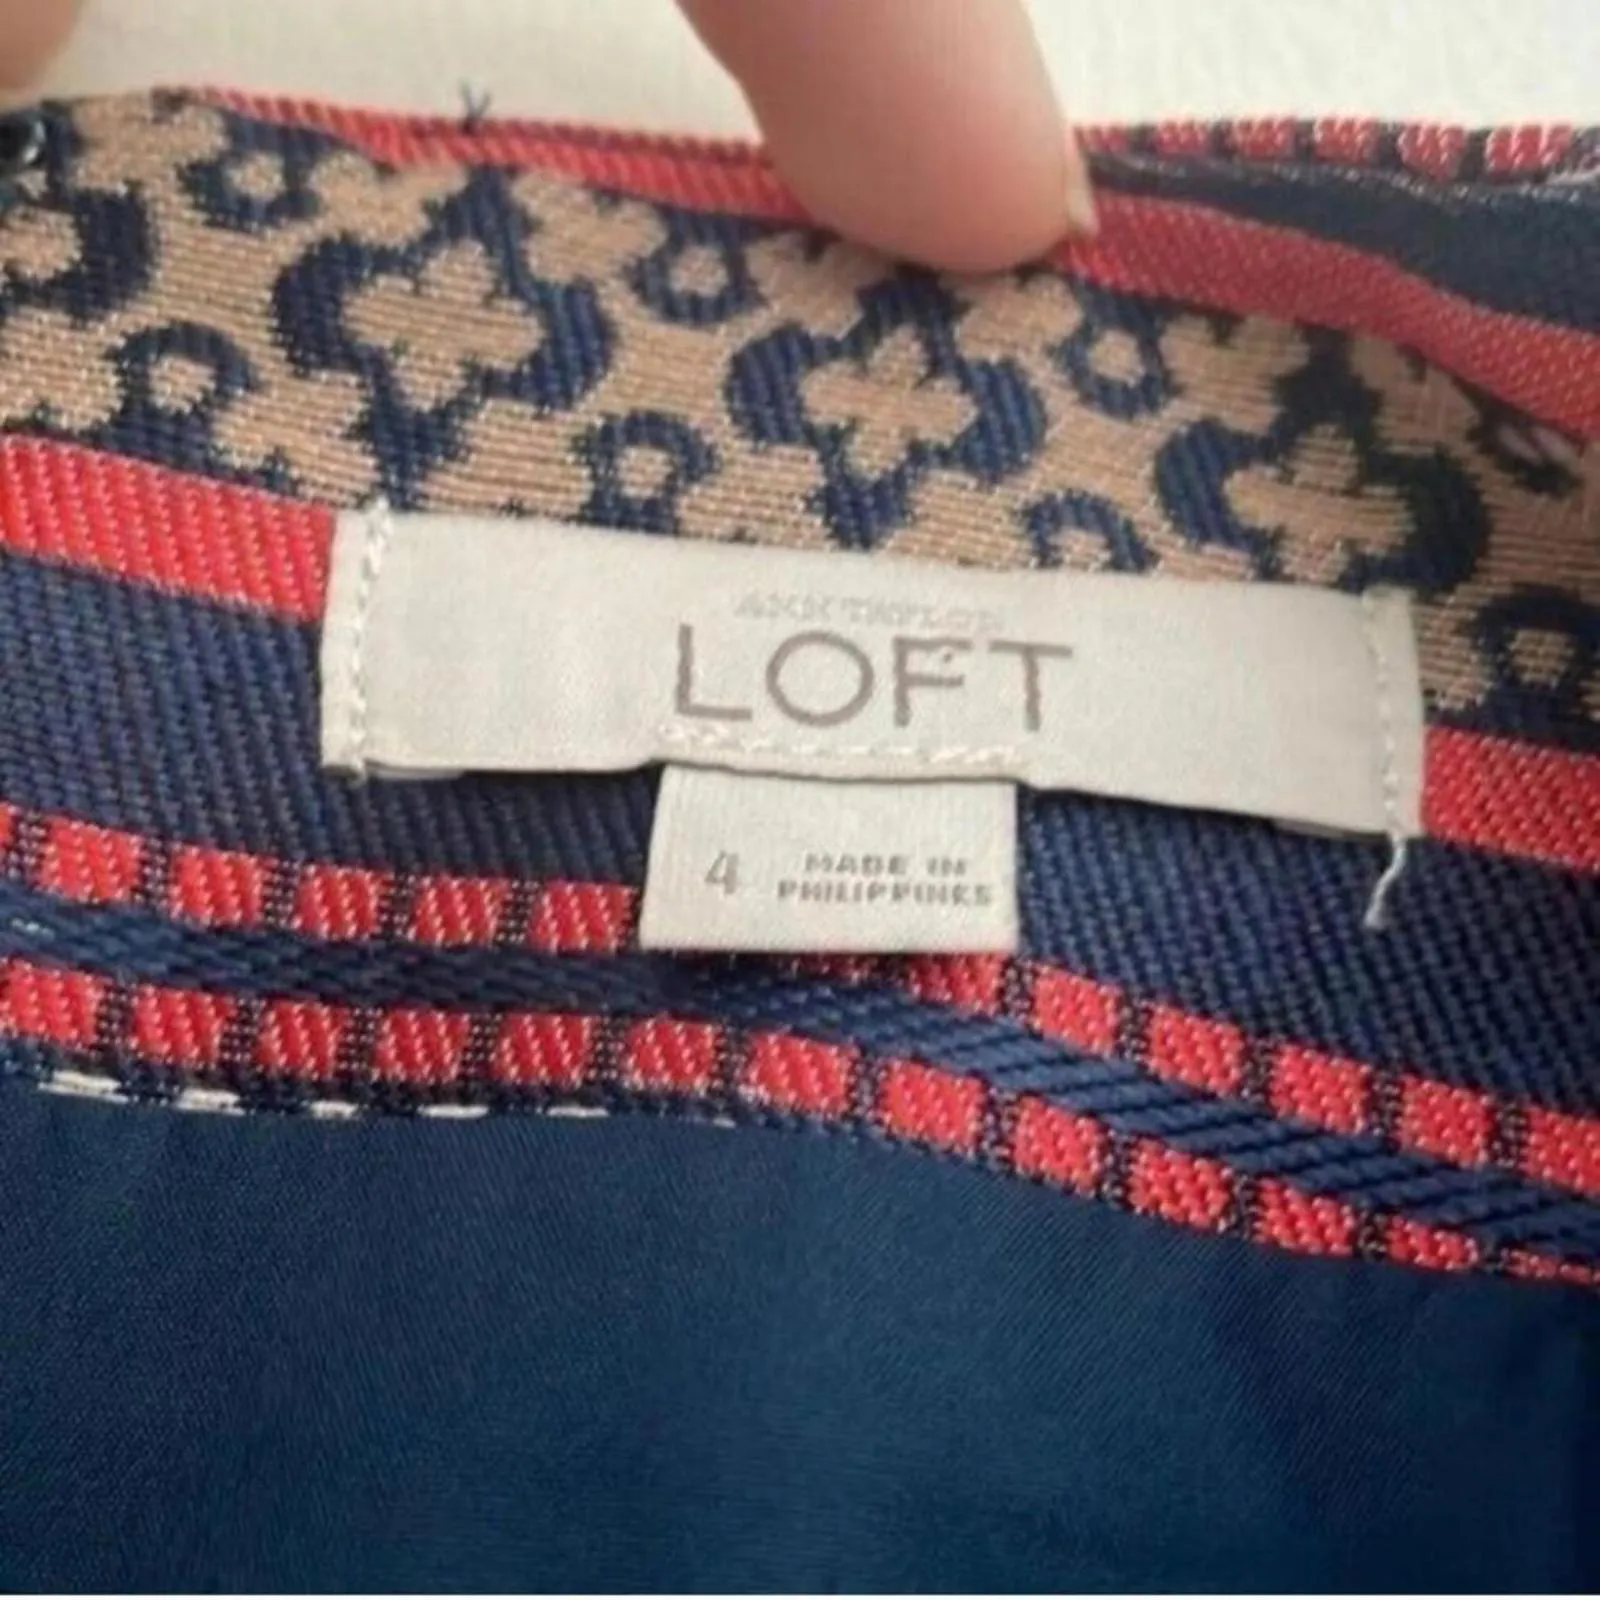 ANN TAYLOR
LOFT
4
MADE IN
PHILIPPINES